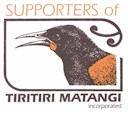 SUPPORTERS of
TIRITIRI MATANGI
incorporated